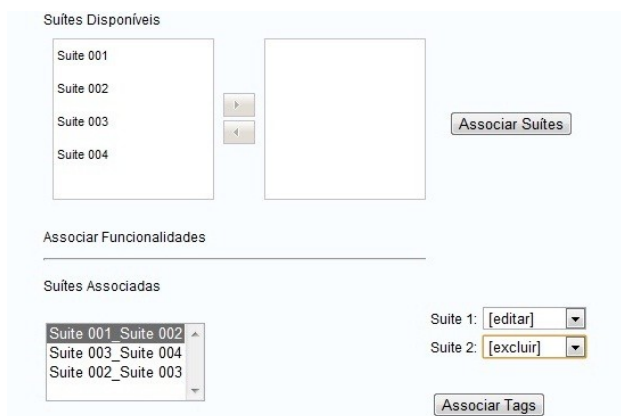 Suítes Disponíveis
Suite 001
Suite 002
Suite 003
Suite 004
Associar Suítes
Associar Funcionalidades
Suítes Associadas
Suite 001_Suite 002
Suite 003_Suite 004
Suite 002_Suite 003
Suite 1: [editar]
Suite 2: [excluir]
Associar Tags